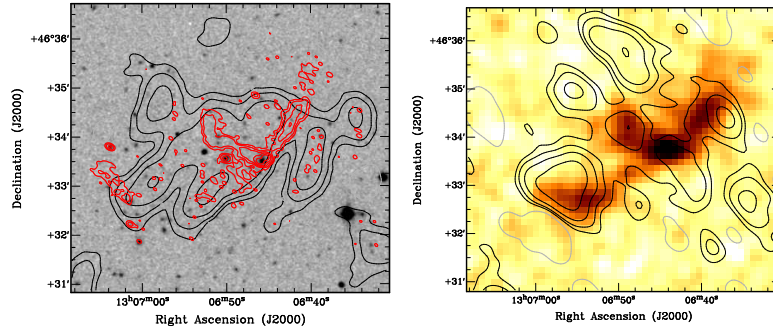 +46°36′
+35′
+34′
+33′
+32′
+31′
Declination (J2000)
13ʰ07ᵐ00ˢ
06ᵐ50ˢ
06ᵐ40ˢ
Right Ascension (J2000)
+46°36′
+35′
+34′
+33′
+32′
+31′
Declination (J2000)
13ʰ07ᵐ00ˢ
06ᵐ50ˢ
06ᵐ40ˢ
Right Ascension (J2000)